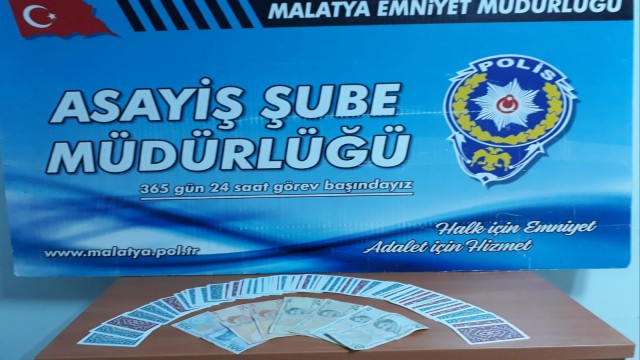 MALATYA EMNİYET MÜDÜRLÜĞÜ
POLİS
ASAYİŞ ŞUBE
MÜDÜRLÜĞÜ
365 gün 24 saat görev başındayız
Halk için Emniyet
Adalet için Hizmet
www.malatya.pol.tr